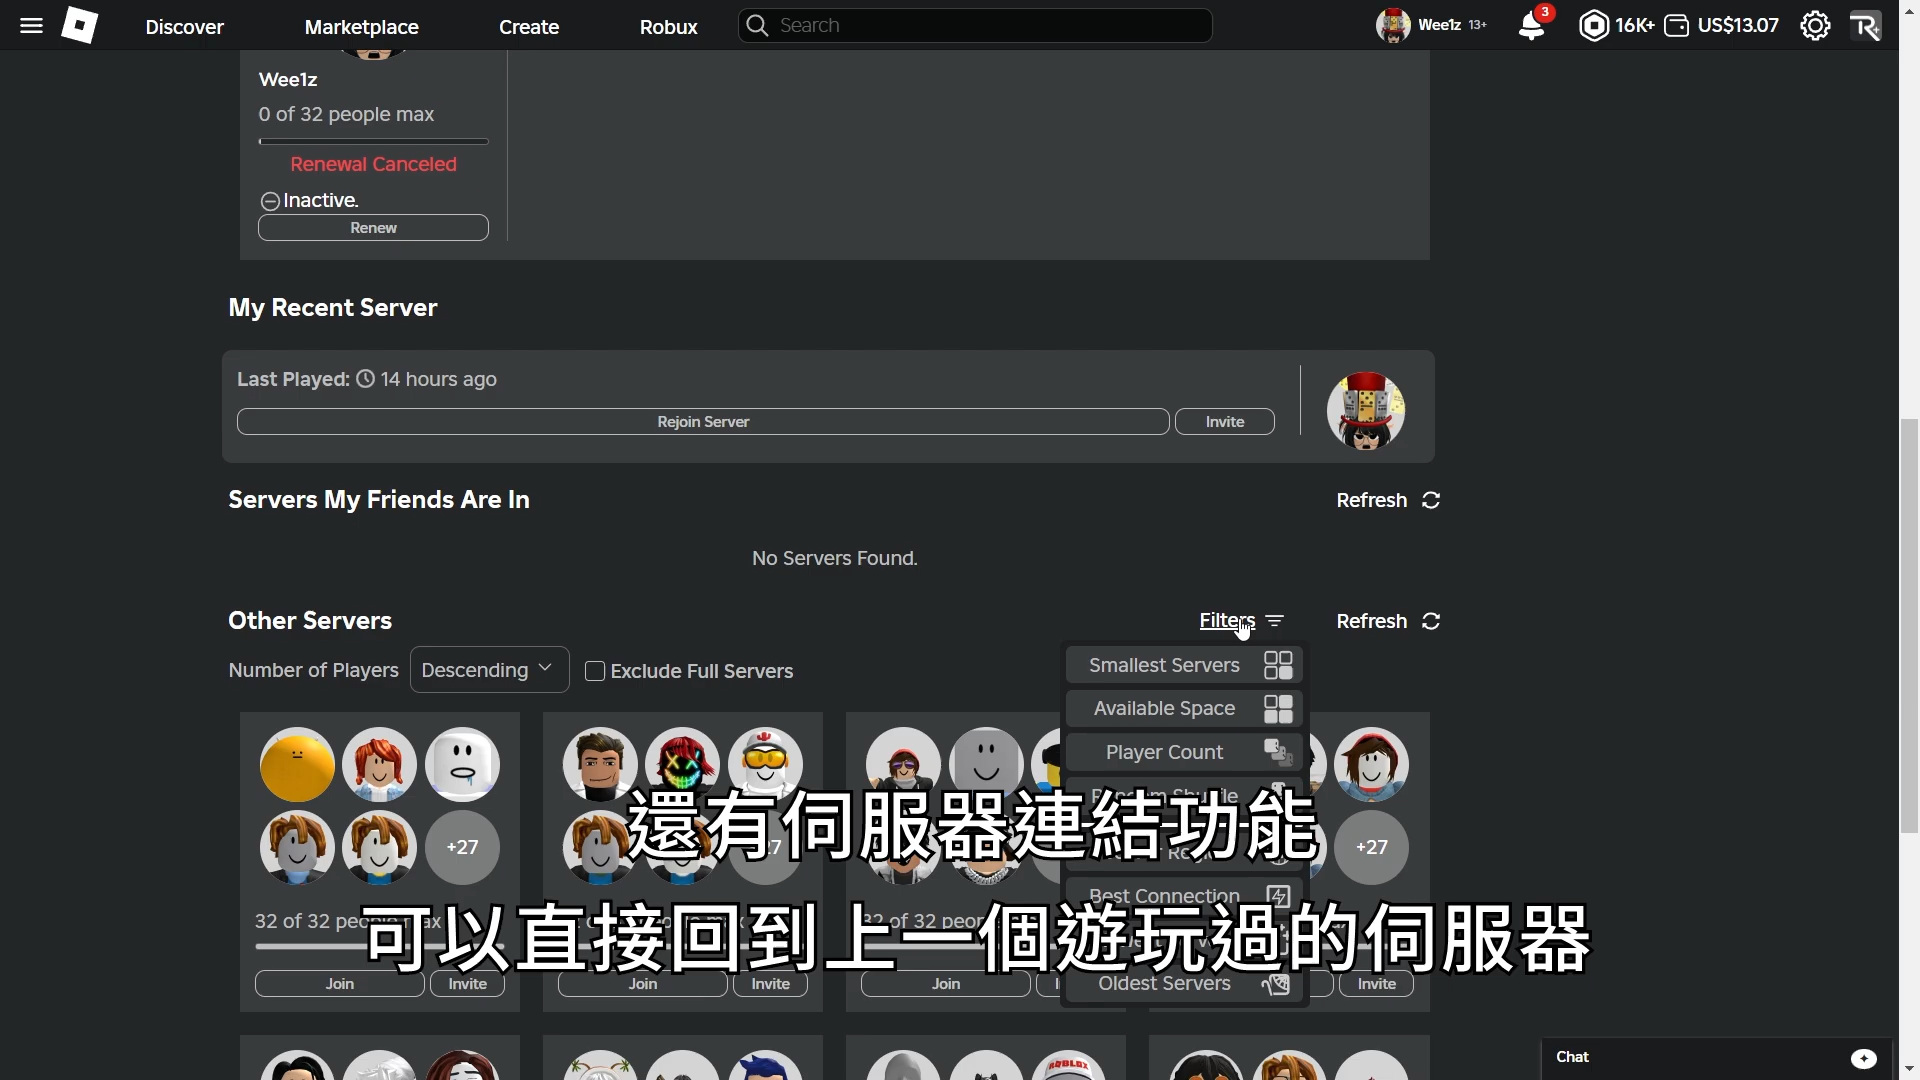 Discover
Marketplace
Create
Robux
Search
Wee1z 13+
3
16K+
US$13.07
Wee1z
0 of 32 people max
Renewal Canceled
Inactive.
Renew
My Recent Server
Last Played: 14 hours ago
Rejoin Server
Invite
Servers My Friends Are In
Refresh
No Servers Found.
Other Servers
Filters
Refresh
Number of Players
Descending
Exclude Full Servers
Smallest Servers
Available Space
Player Count
+27
+27
還有伺服器連結功能
Best Connection
32 of 32
可以直接回到上一個遊玩過的伺服器
Join
Invite
Join
Invite
Join
Oldest Servers
Invite
ROBLOX
Chat